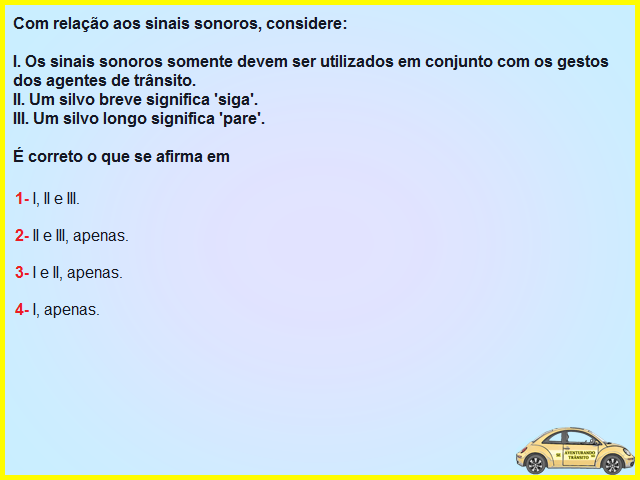 Com relação aos sinais sonoros, considere:
I. Os sinais sonoros somente devem ser utilizados em conjunto com os gestos
dos agentes de trânsito.
II. Um silvo breve significa 'siga'.
III. Um silvo longo significa 'pare'.
É correto o que se afirma em
1- I, II e III.
2- II e III, apenas.
3- I e II, apenas.
4- I, apenas.
AVENTURANDO
TRÂNSITO